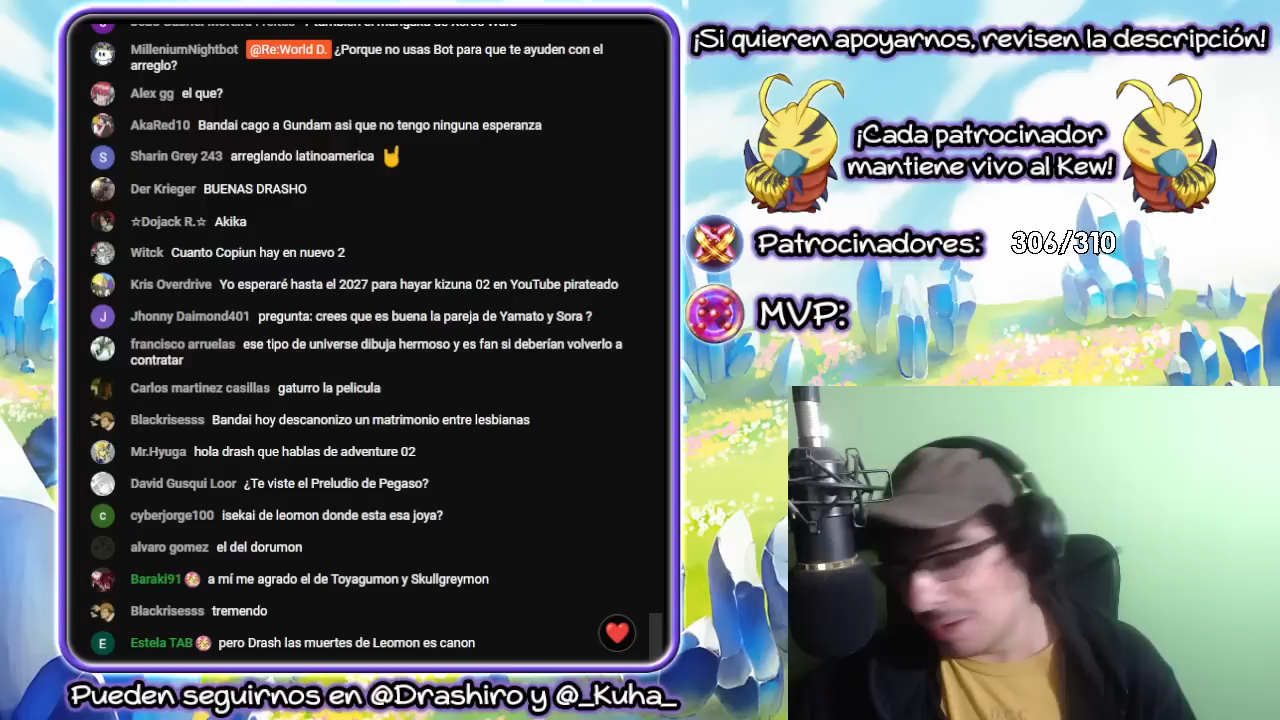 MilleniumNightbot @Re:World D. ¿Porque no usas Bot para que te ayuden con el
arreglo?
Alex gg el que?
AkaRed10 Bandai cago a Gundam asi que no tengo ninguna esperanza
S Sharin Grey 243 arreglando latinoamerica 🤘
Der Krieger BUENAS DRASHO
☆Dojack R.☆ Akika
Witck Cuanto Copiun hay en nuevo 2
Kris Overdrive Yo esperaré hasta el 2027 para hayar kizuna 02 en YouTube pirateado
J Jhonny Daimond401 pregunta: crees que es buena la pareja de Yamato y Sora ?
francisco arruelas ese tipo de universe dibuja hermoso y es fan si deberían volverlo a
contratar
Carlos martinez casillas gaturro la pelicula
Blackrisesss Bandai hoy descanonizo un matrimonio entre lesbianas
Mr.Hyuga hola drash que hablas de adventure 02
David Gusqui Loor ¿Te viste el Preludio de Pegaso?
c cyberjorge100 isekai de leomon donde esta esa joya?
alvaro gomez el del dorumon
Baraki91 a mí me agrado el de Toyagumon y Skullgreymon
Blackrisesss tremendo
E Estela TAB pero Drash las muertes de Leomon es canon
Pueden seguirnos en @Drashiro y @_Kuha_
¡Si quieren apoyarnos, revisen la descripción!
¡Cada patrocinador
mantiene vivo al Kew!
Patrocinadores: 306/310
MVP: